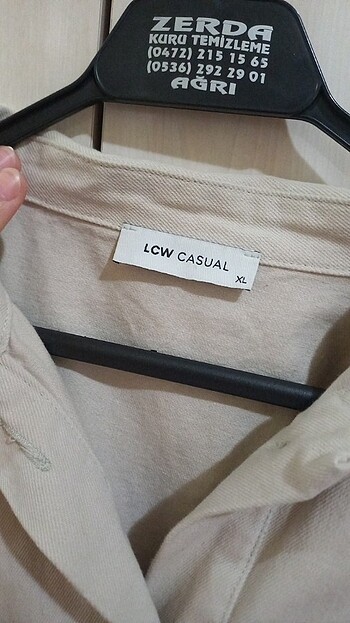 ZERDA
KURU TEMİZLEME
(0472) 215 15 65
(0536) 292 29 01
AĞRI
LCW CASUAL
XL